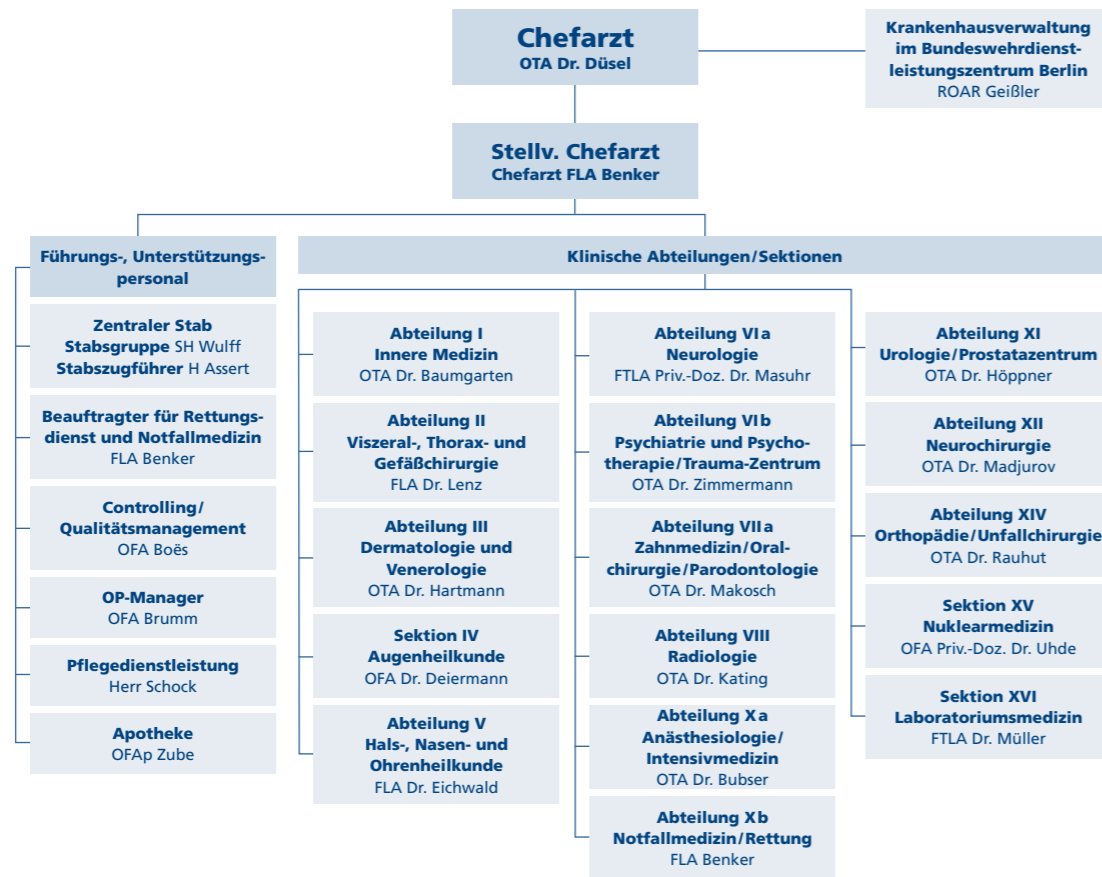 Chefarzt
OTA Dr. Düsel
Krankenhausverwaltung
im Bundeswehrdienst-
leistungszentrum Berlin
ROAR Geißler
Stellv. Chefarzt
Chefarzt FLA Benker
Führungs-, Unterstützungs-
personal
Zentraler Stab
Stabsgruppe SH Wulff
Stabszugführer H Assert
Beauftragter für Rettungs-
dienst und Notfallmedizin
FLA Benker
Controlling/
Qualitätsmanagement
OFA Boës
OP-Manager
OFA Brumm
Pflegedienstleistung
Herr Schock
Apotheke
OFAp Zube
Klinische Abteilungen/Sektionen
Abteilung I
Innere Medizin
OTA Dr. Baumgarten
Abteilung II
Viszeral-, Thorax- und
Gefäßchirurgie
FLA Dr. Lenz
Abteilung III
Dermatologie und
Venerologie
OTA Dr. Hartmann
Sektion IV
Augenheilkunde
OFA Dr. Deiermann
Abteilung V
Hals-, Nasen- und
Ohrenheilkunde
FLA Dr. Eichwald
Abteilung VIa
Neurologie
FTLA Priv.-Doz. Dr. Masuhr
Abteilung VIb
Psychiatrie und Psycho-
therapie/Trauma-Zentrum
OTA Dr. Zimmermann
Abteilung VIIa
Zahnmedizin/Oral-
chirurgie/Parodontologie
OTA Dr. Makosch
Abteilung VIII
Radiologie
OTA Dr. Kating
Abteilung Xa
Anästhesiologie/
Intensivmedizin
OTA Dr. Bubser
Abteilung Xb
Notfallmedizin/Rettung
FLA Benker
Abteilung XI
Urologie/Prostatazentrum
OTA Dr. Höppner
Abteilung XII
Neurochirurgie
OTA Dr. Madjurov
Abteilung XIV
Orthopädie/Unfallchirurgie
OTA Dr. Rauhut
Sektion XV
Nuklearmedizin
OFA Priv.-Doz. Dr. Uhde
Sektion XVI
Laboratoriumsmedizin
FTLA Dr. Müller